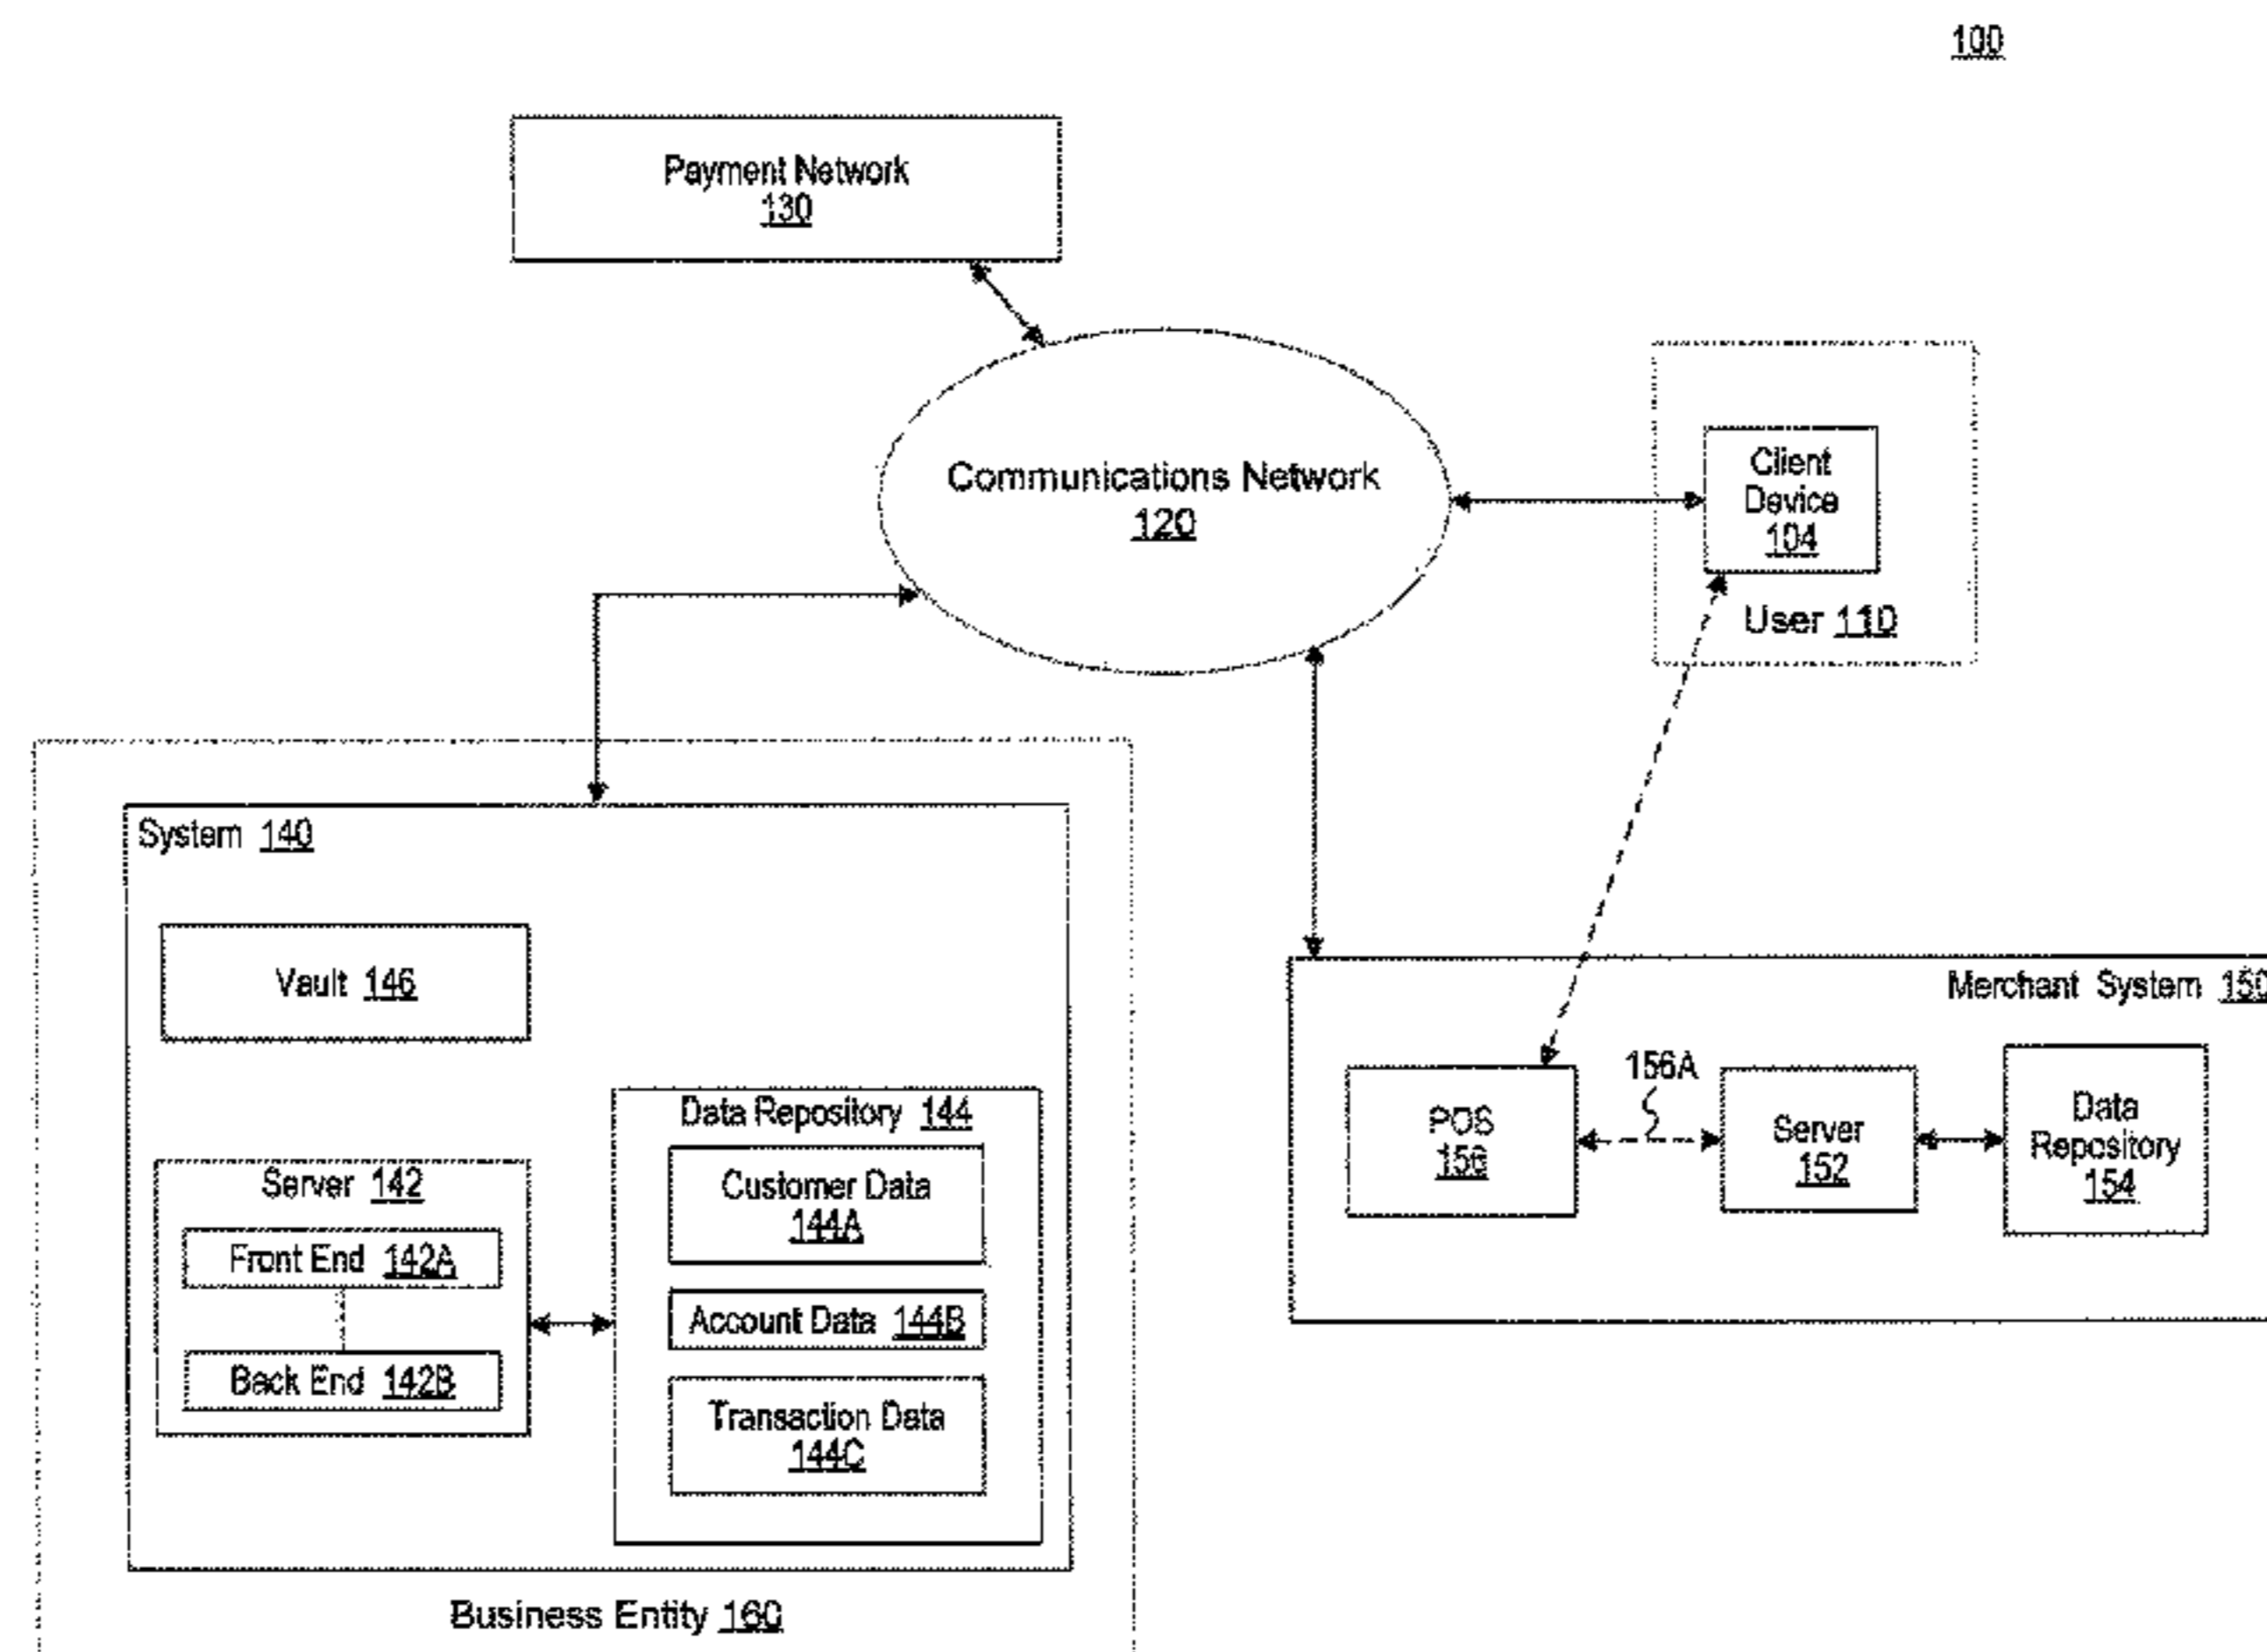 100
Payment Network
130
Communications Network
120
Client
Device
104
User 110
System 140
Vault 146
Server 142
Front End 142A
Back End 142B
Data Repository 144
Customer Data
144A
Account Data 144B
Transaction Data
144C
Business Entity 160
Merchant System 150
POS
156
156A
Server
152
Data
Repository
154